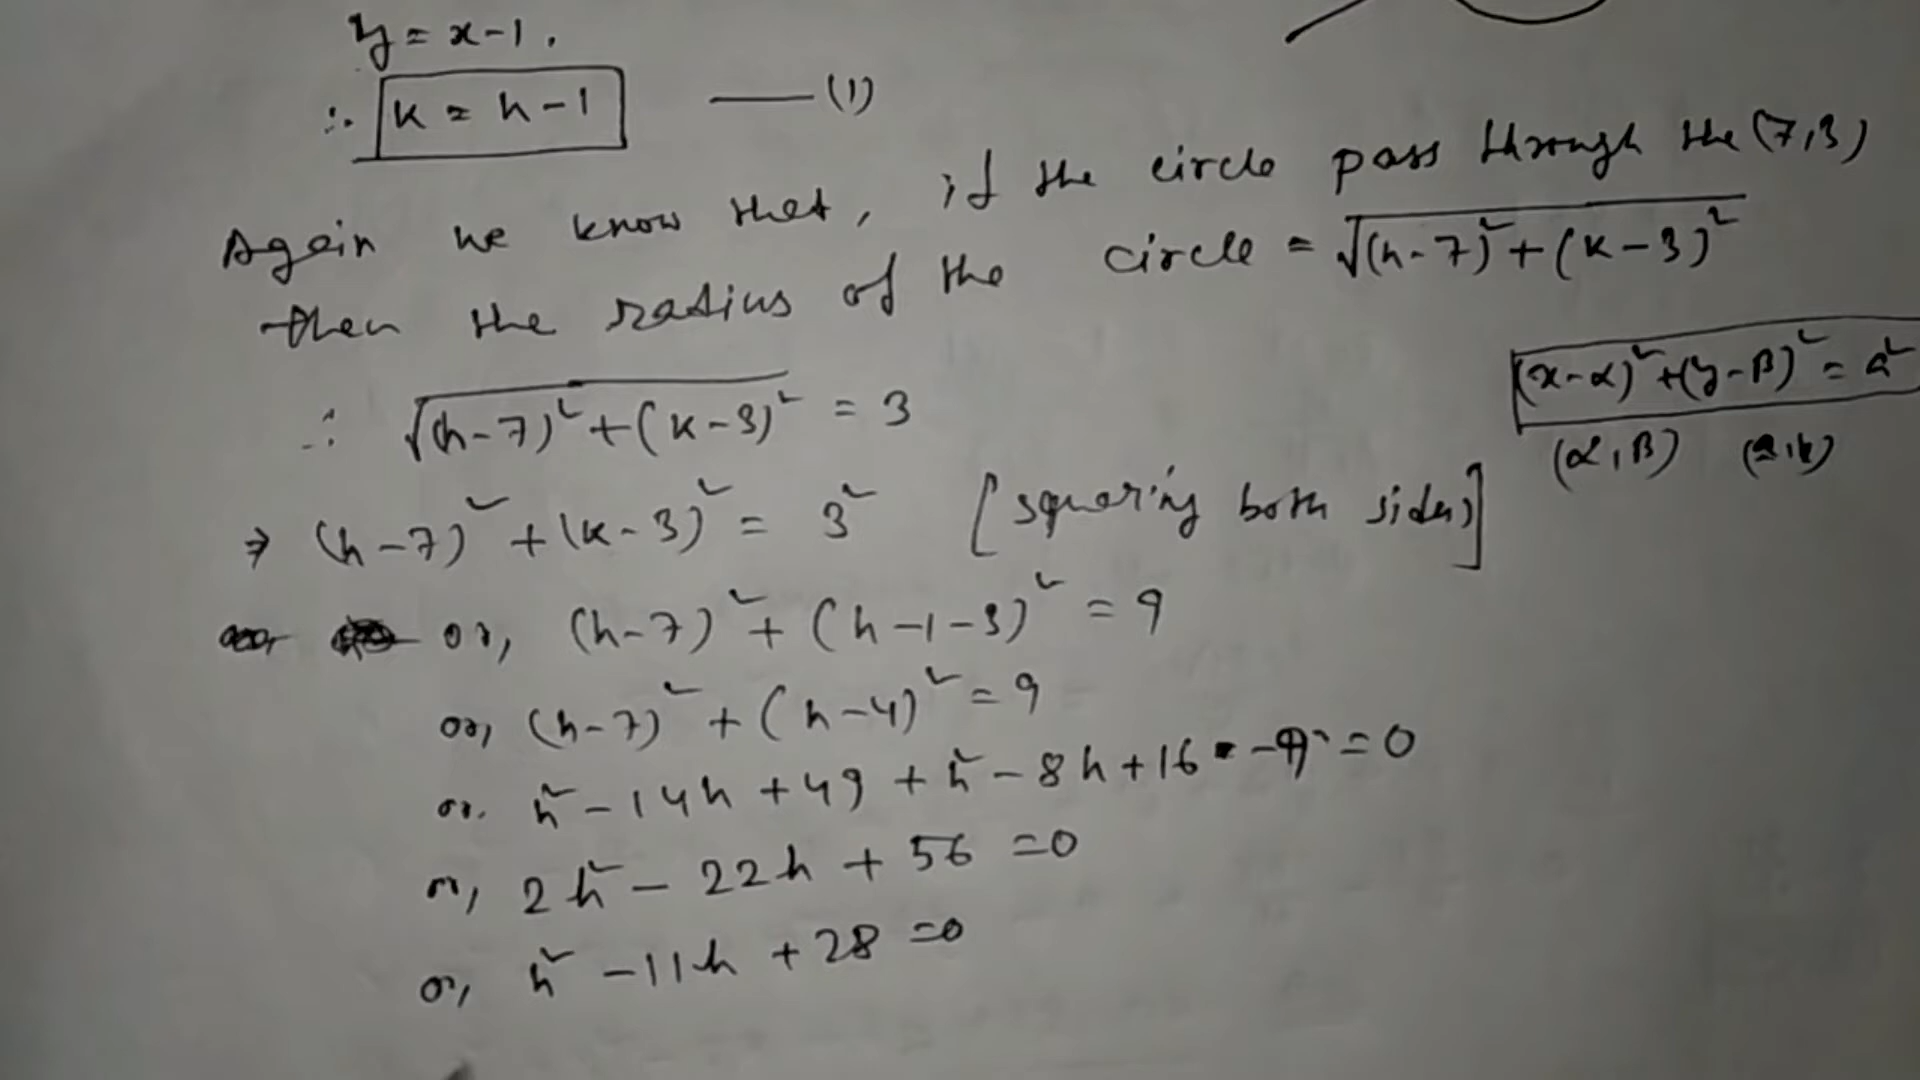 y = x-1.
∴ k = h-1 —— (1)
Again we know that, if the circle pass through the (7,3)
then the radius of the circle = √(h-7)²+(k-3)²
∴ √(h-7)²+(k-3)² = 3
(x-α)²+(y-β)² = a²
(α,β)
⇒ (h-7)²+(k-3)² = 3² [squaring both sides]
or, (h-7)²+(h-1-3)² = 9
or, (h-7)²+(h-4)² = 9
or. h²-14h+49+h²-8h+16-9=0
or, 2h²-22h+56=0
or, h²-11h+28=0